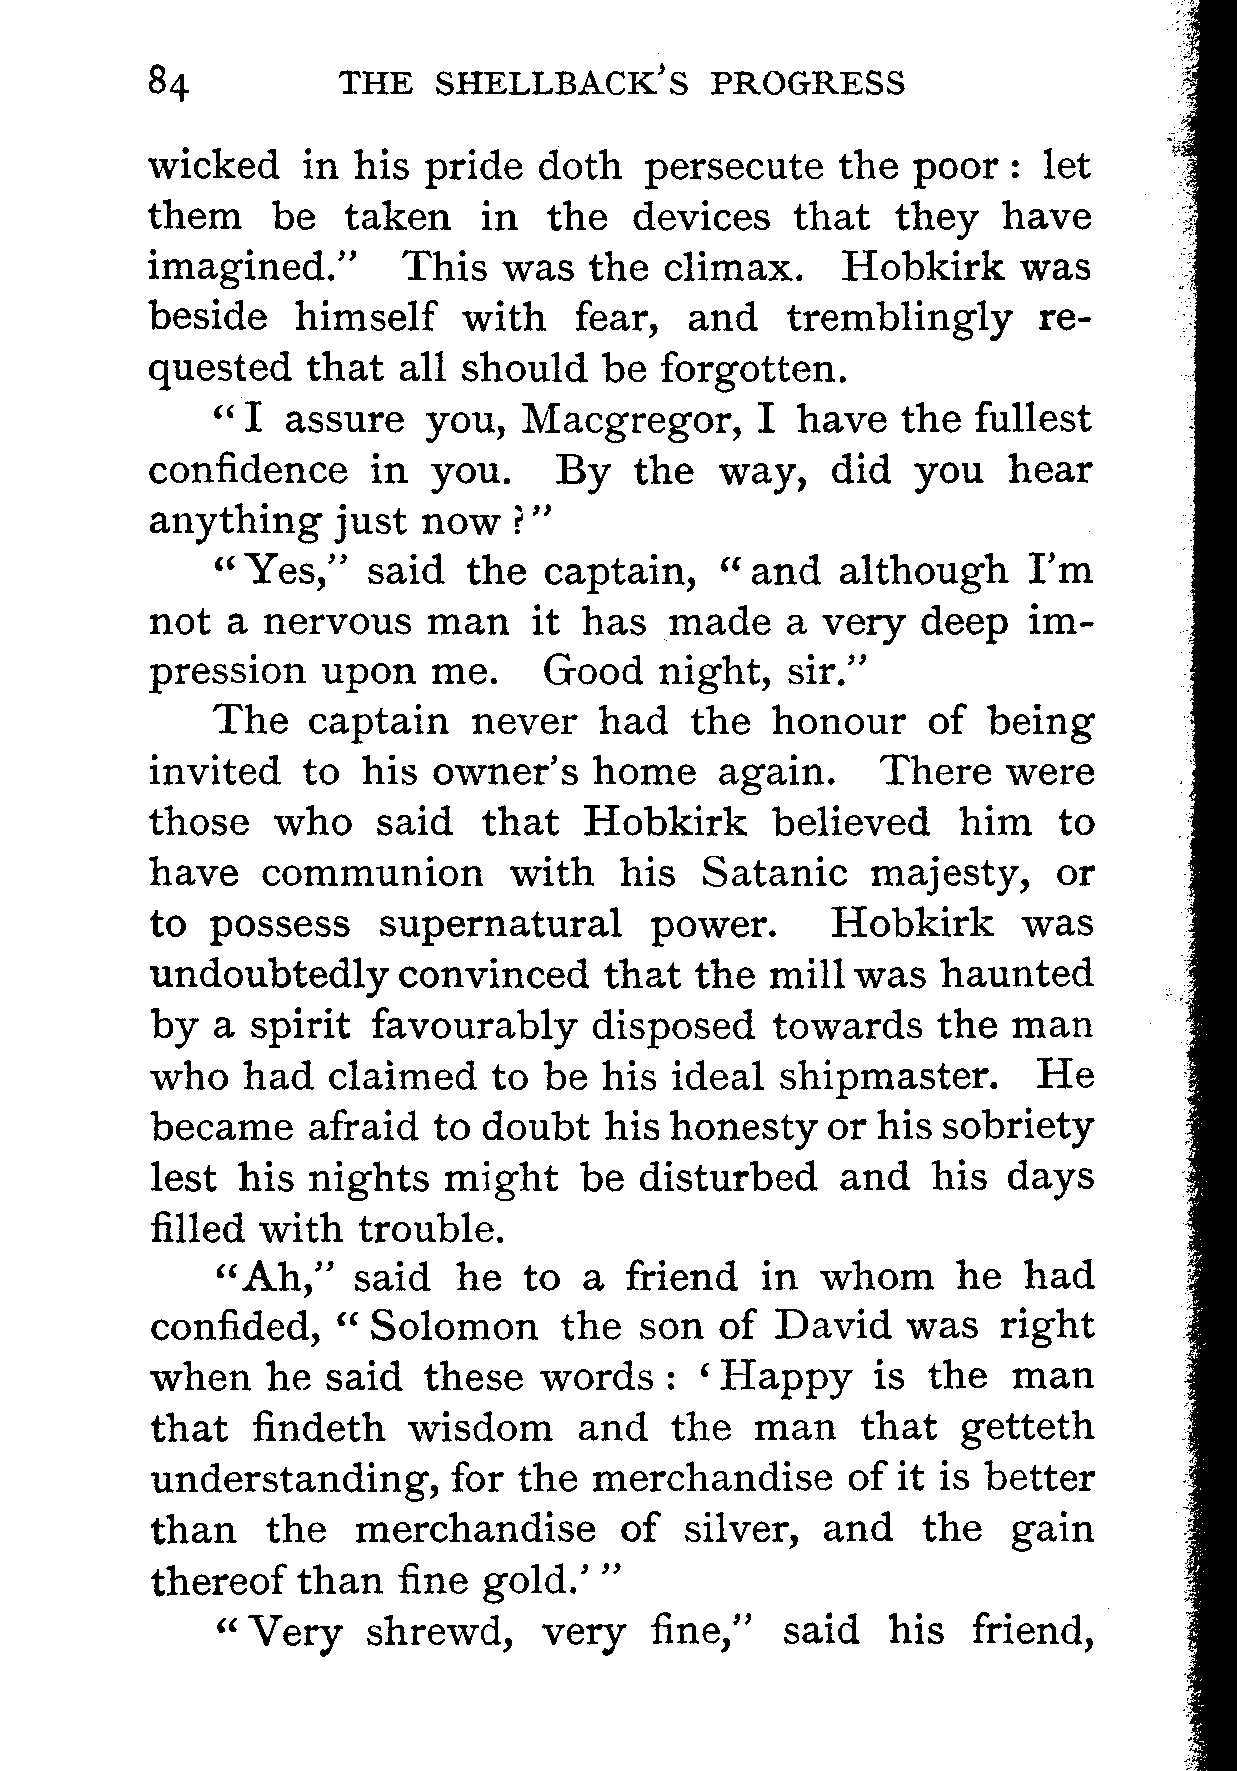 84 THE SHELLBACK'S PROGRESS
wicked in his pride doth persecute the poor : let
them be taken in the devices that they have
imagined." This was the climax. Hobkirk was
beside himself with fear, and tremblingly re-
quested that all should be forgotten.
"I assure you, Macgregor, I have the fullest
confidence in you. By the way, did you hear
anything just now ?"
"Yes," said the captain, "and although I'm
not a nervous man it has made a very deep im-
pression upon me. Good night, sir."
The captain never had the honour of being
invited to his owner's home again. There were
those who said that Hobkirk believed him to
have communion with his Satanic majesty, or
to possess supernatural power. Hobkirk was
undoubtedly convinced that the mill was haunted
by a spirit favourably disposed towards the man
who had claimed to be his ideal shipmaster. He
became afraid to doubt his honesty or his sobriety
lest his nights might be disturbed and his days
filled with trouble.
"Ah," said he to a friend in whom he had
confided, "Solomon the son of David was right
when he said these words : 'Happy is the man
that findeth wisdom and the man that getteth
understanding, for the merchandise of it is better
than the merchandise of silver, and the gain
thereof than fine gold.' "
"Very shrewd, very fine," said his friend,